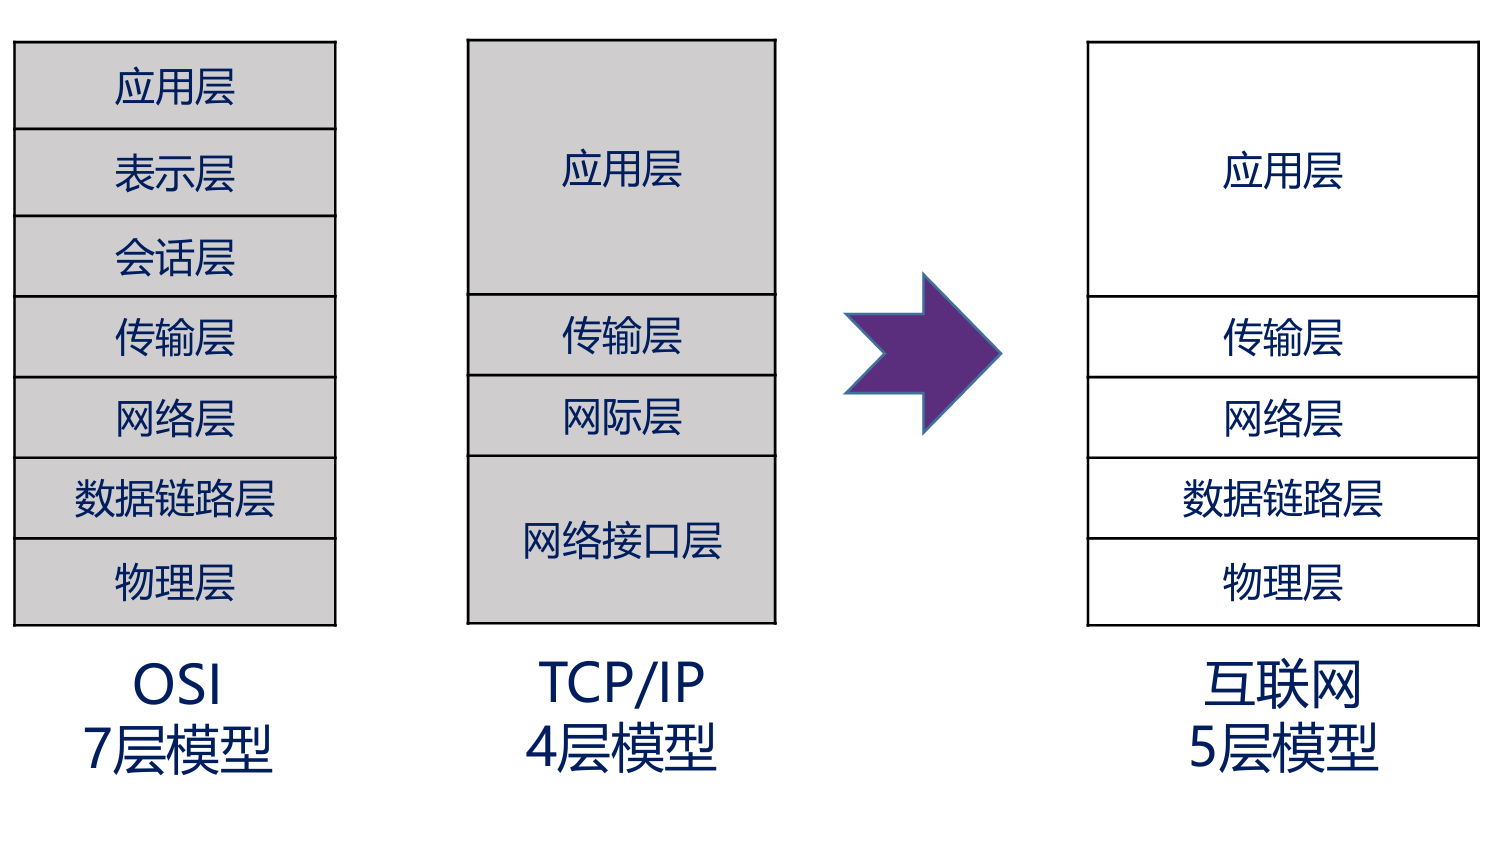 应用层
表示层
会话层
传输层
网络层
数据链路层
物理层
OSI
7层模型
应用层
传输层
网际层
网络接口层
TCP/IP
4层模型
应用层
传输层
网络层
数据链路层
物理层
互联网
5层模型